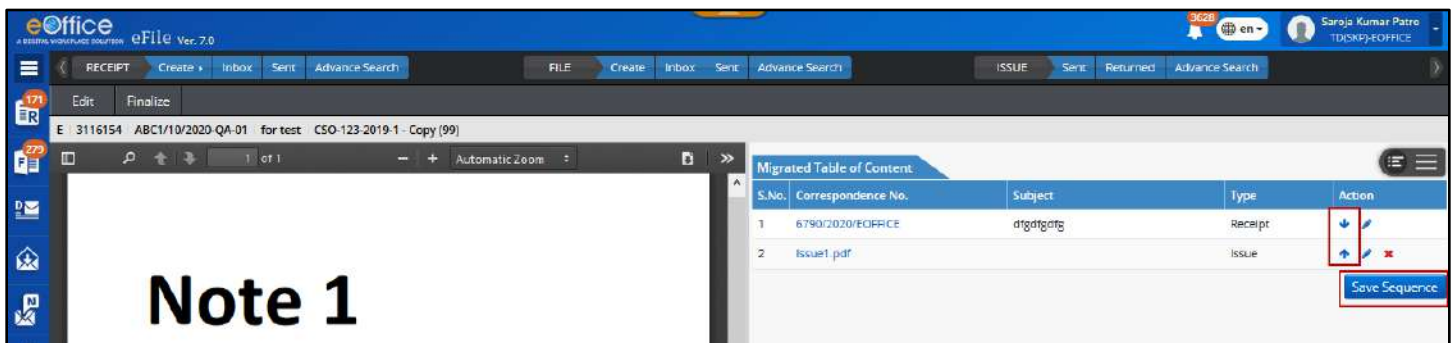 eOffice
A DIGITAL WORKPLACE SOLUTION
eFile Ver. 7.0
3628
en
Saroja Kumar Patro
TD(SKP)-EOFFICE
RECEIPT Create Inbox Sent Advance Search FILE Create Inbox Sent Advance Search ISSUE Sent Returned Advance Search
171
R
Edit Finalize
E 3116154 ABC1/10/2020-QA-01 for test CSO-123-2019-1 - Copy (99)
279
F
1 of 1 Automatic Zoom
Migrated Table of Content
S.No. Correspondence No. Subject Type Action
1 6790/2020/EOFFICE dfgdfgdfg Receipt
2 Issue1.pdf Issue
D
N
Save Sequence
Note 1